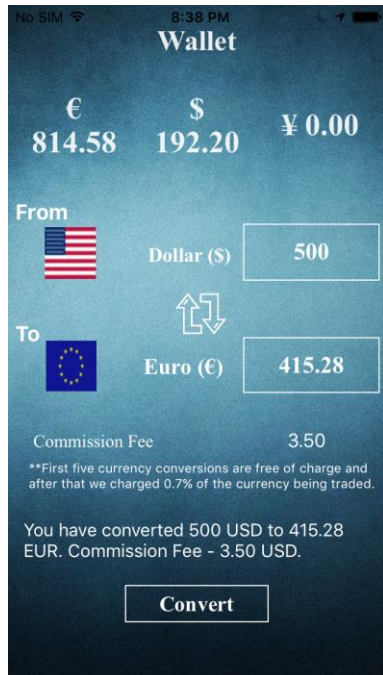 No SIM 8:38 PM
Wallet
€ $ ¥ 0.00
814.58 192.20
From
Dollar ($) 500
To
Euro (€) 415.28
Commission Fee 3.50
**First five currency conversions are free of charge and
after that we charged 0.7% of the currency being traded.
You have converted 500 USD to 415.28
EUR. Commission Fee - 3.50 USD.
Convert